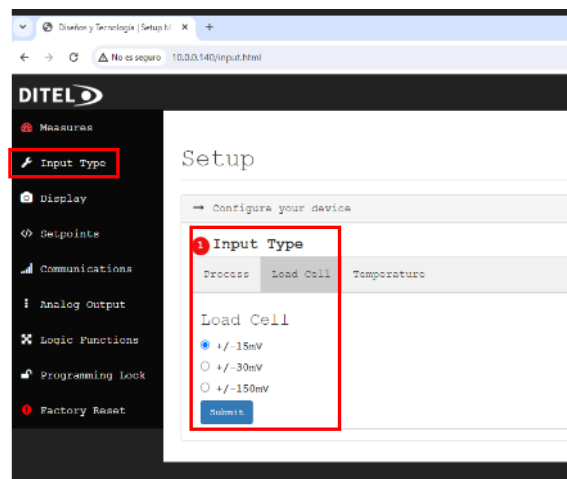 Diseños y Tecnología | Setup M
No es seguro 10.0.0.140/input.html
DITEL
Measures
Input Type
Display
Setpoints
Communications
Analog Output
Logic Functions
Programming Lock
Factory Reset
Setup
Configure your device
1 Input Type
Process Load Cell Temperature
Load Cell
+/-15mV
+/-30mV
+/-150mV
Submit